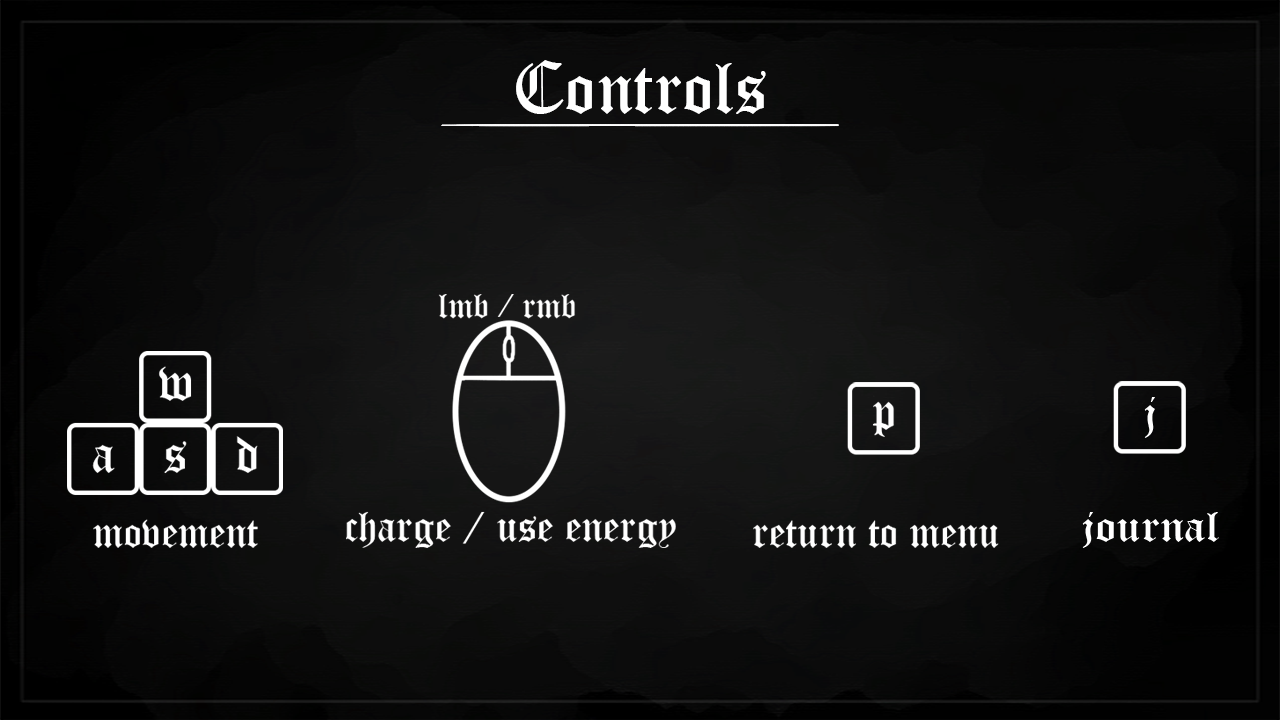 Controls
lmb / rmb
w
a s d
p
j
movement
charge / use energy
return to menu
journal